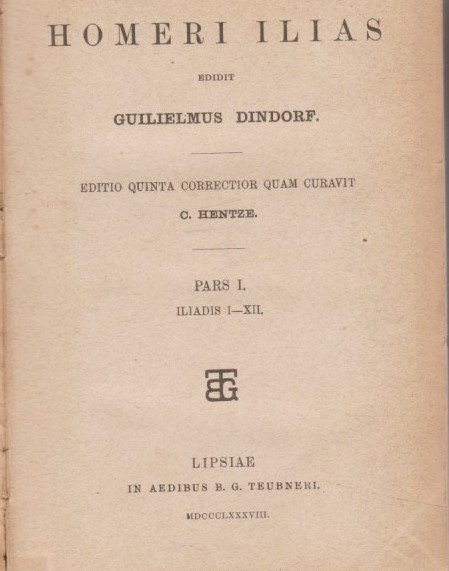 HOMERI ILIAS
EDIDIT
GUILIELMUS DINDORF.
EDITIO QUINTA CORRECTIOR QUAM CURAVIT
C. HENTZE.
PARS I.
ILIADIS I—XII.
BTG
LIPSIAE
IN AEDIBUS B. G. TEUBNERI.
MDCCCLXXXVIII.